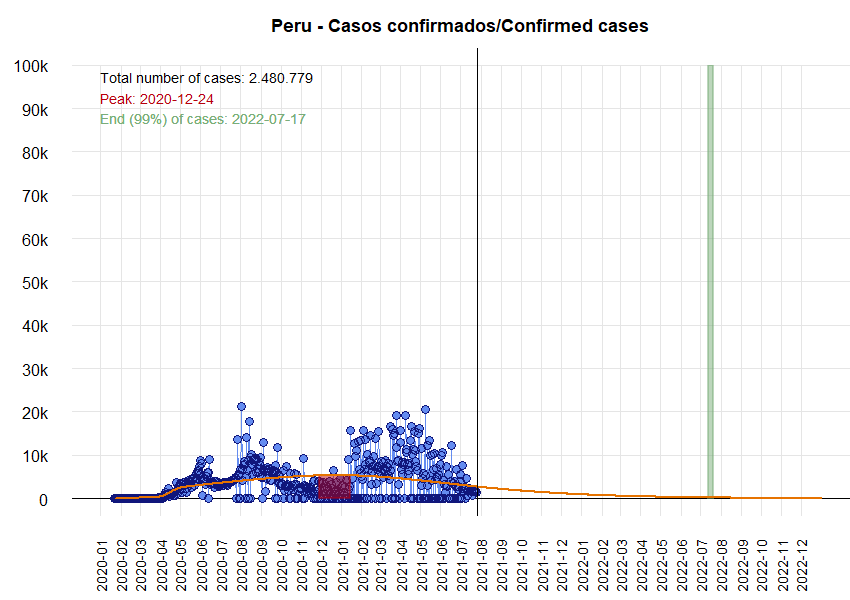 Peru - Casos confirmados/Confirmed cases
Total number of cases: 2.480.779
Peak: 2020-12-24
End (99%) of cases: 2022-07-17
100k
90k
80k
70k
60k
50k
40k
30k
20k
10k
0
2020-01
2020-02
2020-03
2020-04
2020-05
2020-06
2020-07
2020-08
2020-09
2020-10
2020-11
2020-12
2021-01
2021-02
2021-03
2021-04
2021-05
2021-06
2021-07
2021-08
2021-09
2021-10
2021-11
2021-12
2022-01
2022-02
2022-03
2022-04
2022-05
2022-06
2022-07
2022-08
2022-09
2022-10
2022-11
2022-12